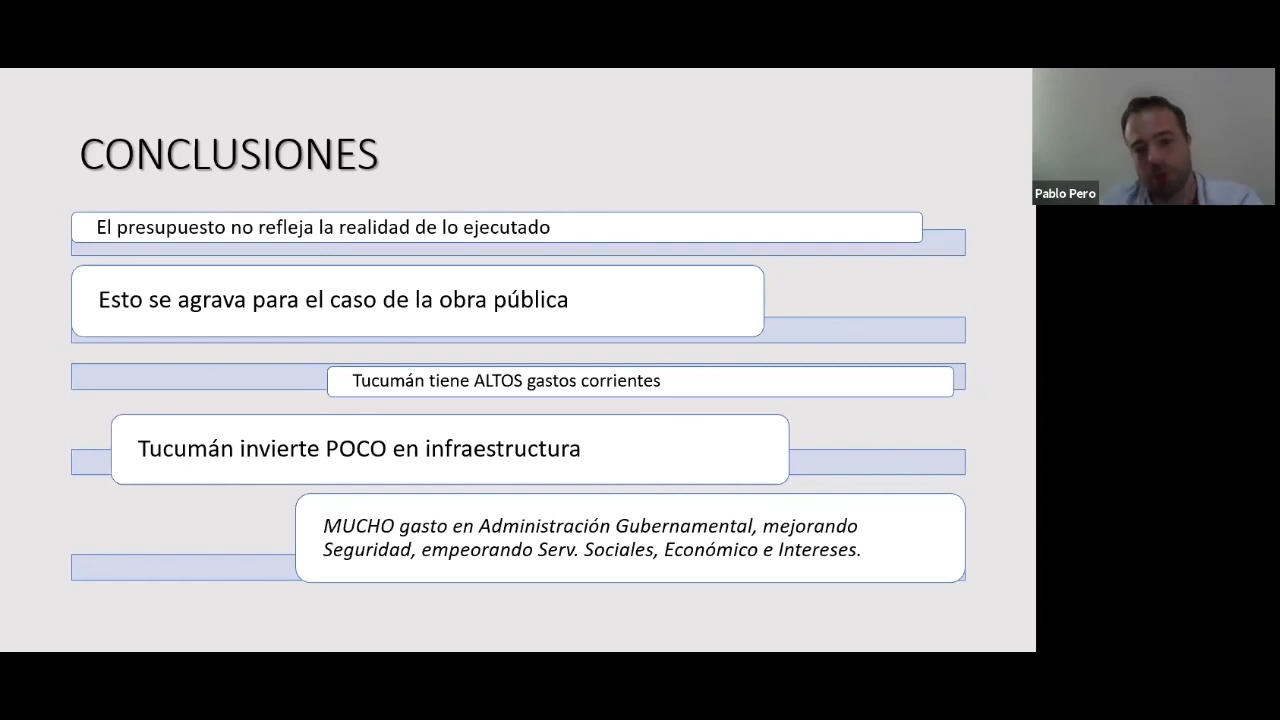 CONCLUSIONES
El presupuesto no refleja la realidad de lo ejecutado
Esto se agrava para el caso de la obra pública
Tucumán tiene ALTOS gastos corrientes
Tucumán invierte POCO en infraestructura
MUCHO gasto en Administración Gubernamental, mejorando
Seguridad, empeorando Serv. Sociales, Económico e Intereses.
Pablo Pero